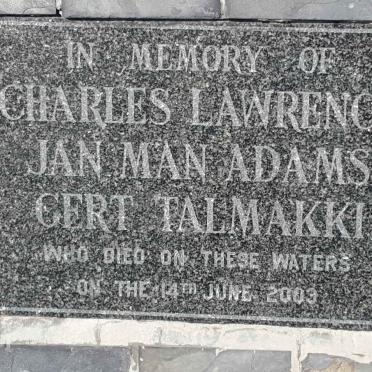 IN MEMORY OF
CHARLES LAWRENC
JAN MAN ADAMS
GERT TALMAKKI
WHO DIED ON THESE WATERS
ON THE 14TH JUNE 2003